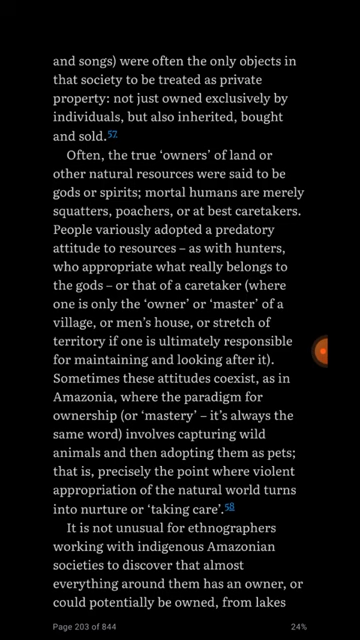 and songs) were often the only objects in
that society to be treated as private
property: not just owned exclusively by
individuals, but also inherited, bought
and sold.57
Often, the true ‘owners’ of land or
other natural resources were said to be
gods or spirits; mortal humans are merely
squatters, poachers, or at best caretakers.
People variously adopted a predatory
attitude to resources – as with hunters,
who appropriate what really belongs to
the gods – or that of a caretaker (where
one is only the ‘owner’ or ‘master’ of a
village, or men’s house, or stretch of
territory if one is ultimately responsible
for maintaining and looking after it).
Sometimes these attitudes coexist, as in
Amazonia, where the paradigm for
ownership (or ‘mastery’ – it’s always the
same word) involves capturing wild
animals and then adopting them as pets;
that is, precisely the point where violent
appropriation of the natural world turns
into nurture or ‘taking care’.58
It is not unusual for ethnographers
working with indigenous Amazonian
societies to discover that almost
everything around them has an owner, or
could potentially be owned, from lakes
Page 203 of 844
24%